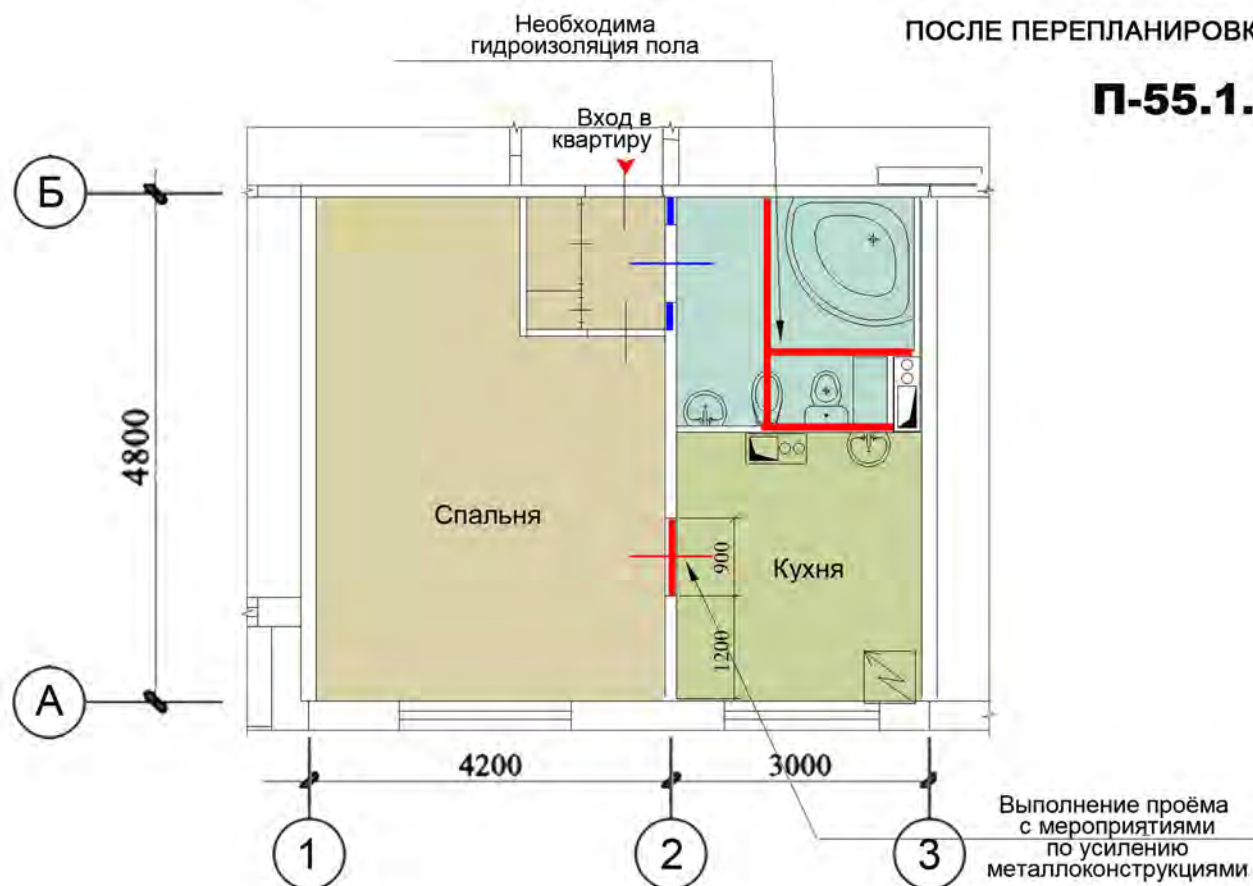 Необходима
гидроизоляция пола
ПОСЛЕ ПЕРЕПЛАНИРОВК
П-55.1.
Вход в
квартиру
Б
4800
Спальня
900
Кухня
1200
А
4200
3000
1
2
3
Выполнение проёма
с мероприятиями
по усилению
металлоконструкциями